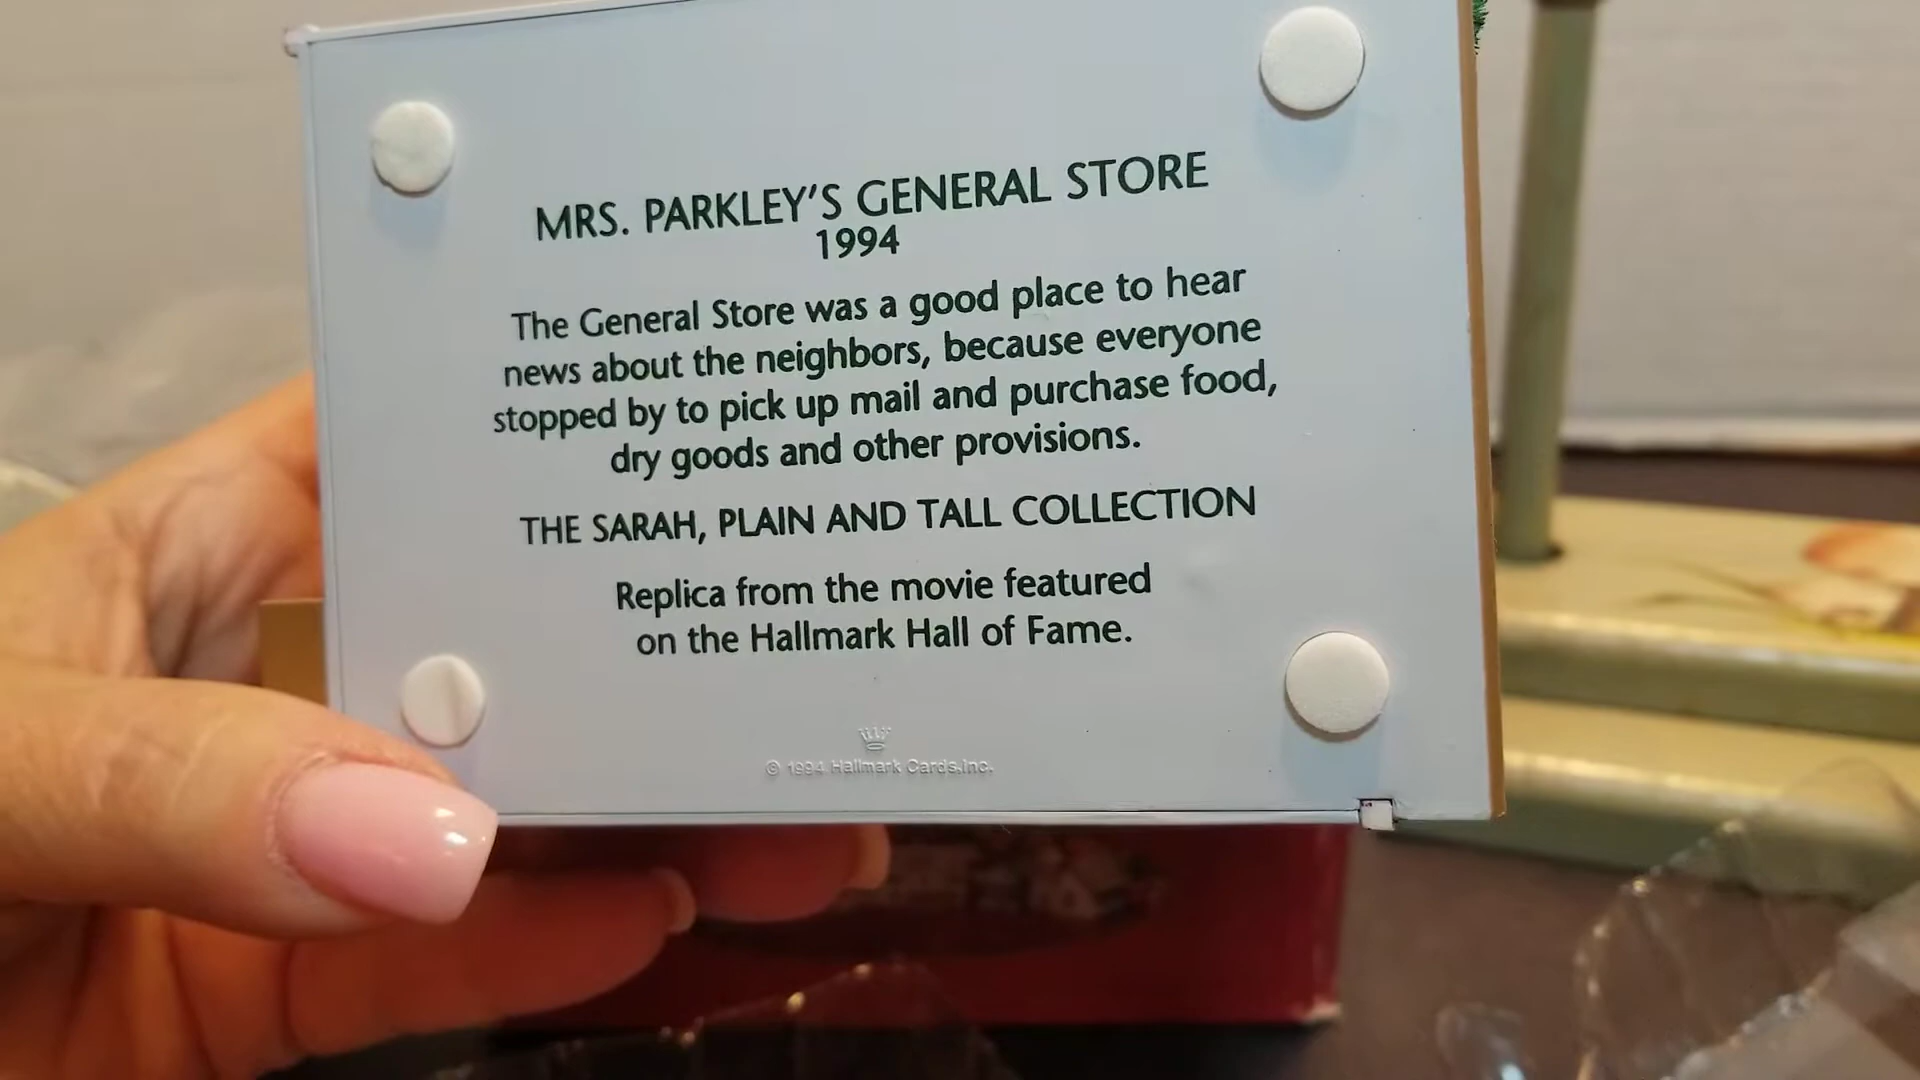 MRS. PARKLEY'S GENERAL STORE
1994
The General Store was a good place to hear
news about the neighbors, because everyone
stopped by to pick up mail and purchase food,
dry goods and other provisions.
THE SARAH, PLAIN AND TALL COLLECTION
Replica from the movie featured
on the Hallmark Hall of Fame.
© 1994 Hallmark Cards,Inc.